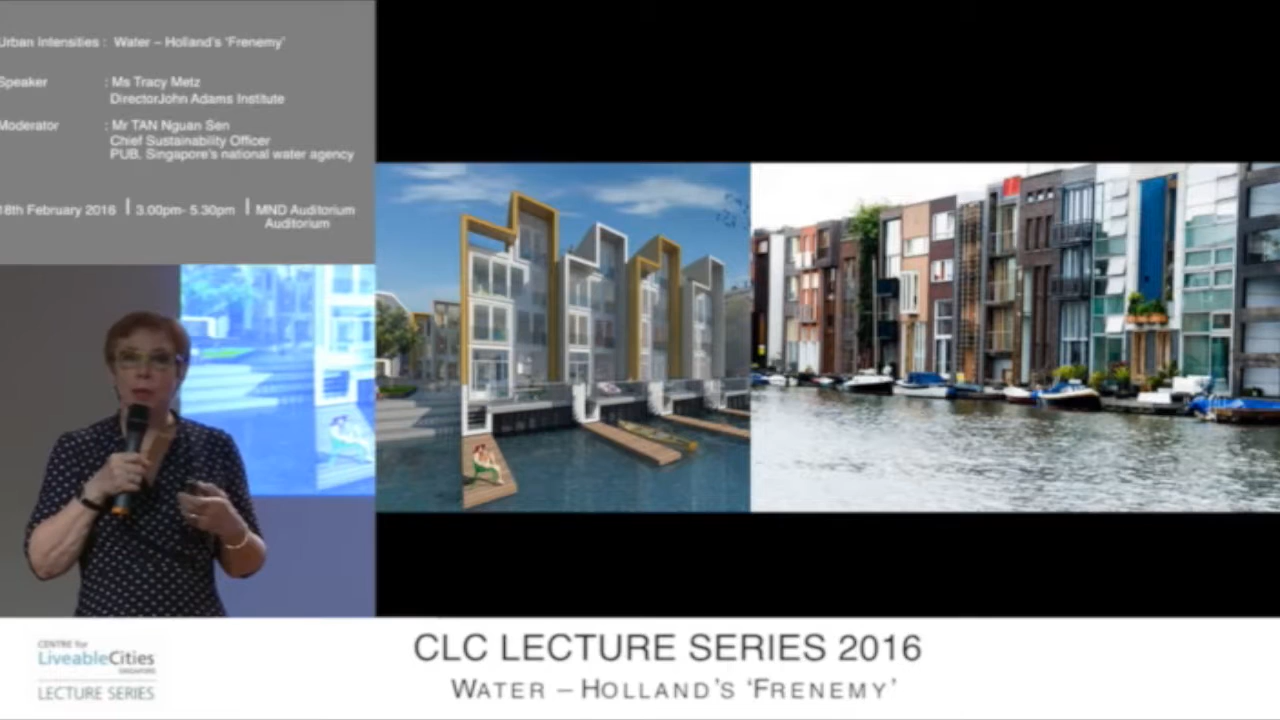 Urban Intensities : Water – Holland's 'Frenemy'
Speaker : Ms Tracy Metz
DirectorJohn Adams Institute
Moderator : Mr TAN Nguan Sen
Chief Sustainability Officer
PUB, Singapore's national water agency
18th February 2016 | 3.00pm- 5.30pm | MND Auditorium
Auditorium
CENTRE for
LiveableCities
SINGAPORE
LECTURE SERIES
CLC LECTURE SERIES 2016
WATER – HOLLAND'S 'FRENEMY'